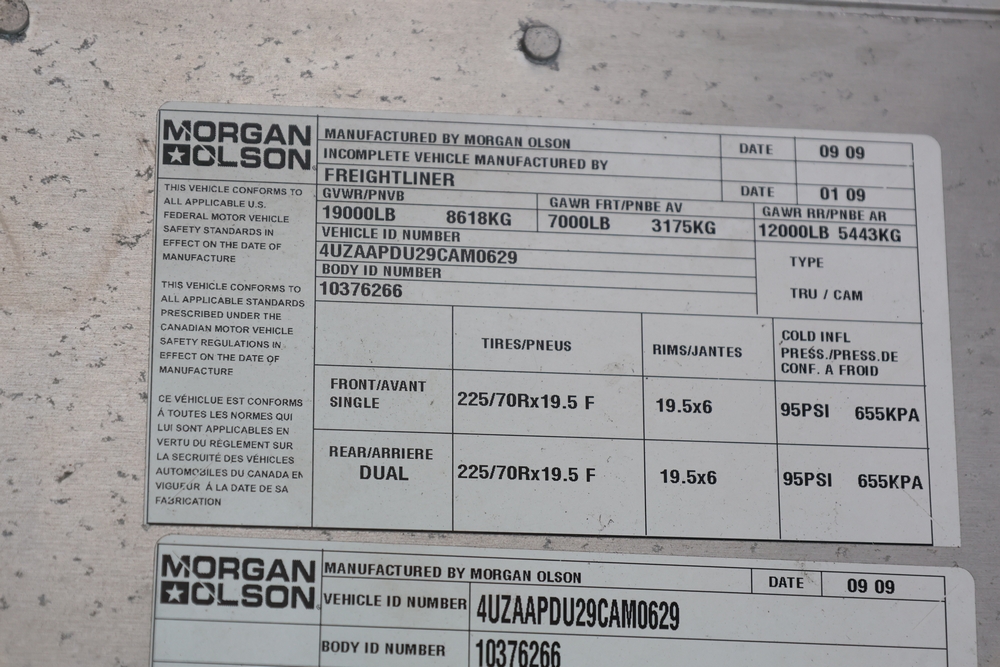 MORGAN
OLSON
MANUFACTURED BY MORGAN OLSON DATE 09 09
INCOMPLETE VEHICLE MANUFACTURED BY
FREIGHTLINER DATE 01 09
GVWR/PNVB GAWR FRT/PNBE AV GAWR RR/PNBE AR
19000LB 8618KG 7000LB 3175KG 12000LB 5443KG
VEHICLE ID NUMBER
4UZAAPDU29CAM0629
TYPE
BODY ID NUMBER
10376266
TRU / CAM
THIS VEHICLE CONFORMS TO
ALL APPLICABLE U.S.
FEDERAL MOTOR VEHICLE
SAFETY STANDARDS IN
EFFECT ON THE DATE OF
MANUFACTURE
THIS VEHICLE CONFORMS TO
ALL APPLICABLE STANDARDS
PRESCRIBED UNDER THE
CANADIAN MOTOR VEHICLE
SAFETY REGULATIONS IN
EFFECT ON THE DATE OF
MANUFACTURE
CE VÉHICLUE EST CONFORMS
Á TOUTES LES NORMES QUI
LUI SONT APPLICABLES EN
VERTU DU RÈGLEMENT SUR
LA SECRUITÉ DES VÉHICLES
AUTOMOBILES DU CANADA EN
VIGUEUR Á LA DATE DE SA
FABRICATION
TIRES/PNEUS RIMS/JANTES
COLD INFL
PRESS./PRESS.DE
CONF. A FROID
FRONT/AVANT
SINGLE
225/70Rx19.5 F 19.5x6 95PSI 655KPA
REAR/ARRIERE
DUAL
225/70Rx19.5 F 19.5x6 95PSI 655KPA
MORGAN
OLSON
MANUFACTURED BY MORGAN OLSON DATE 09 09
VEHICLE ID NUMBER 4UZAAPDU29CAM0629
BODY ID NUMBER 10376266